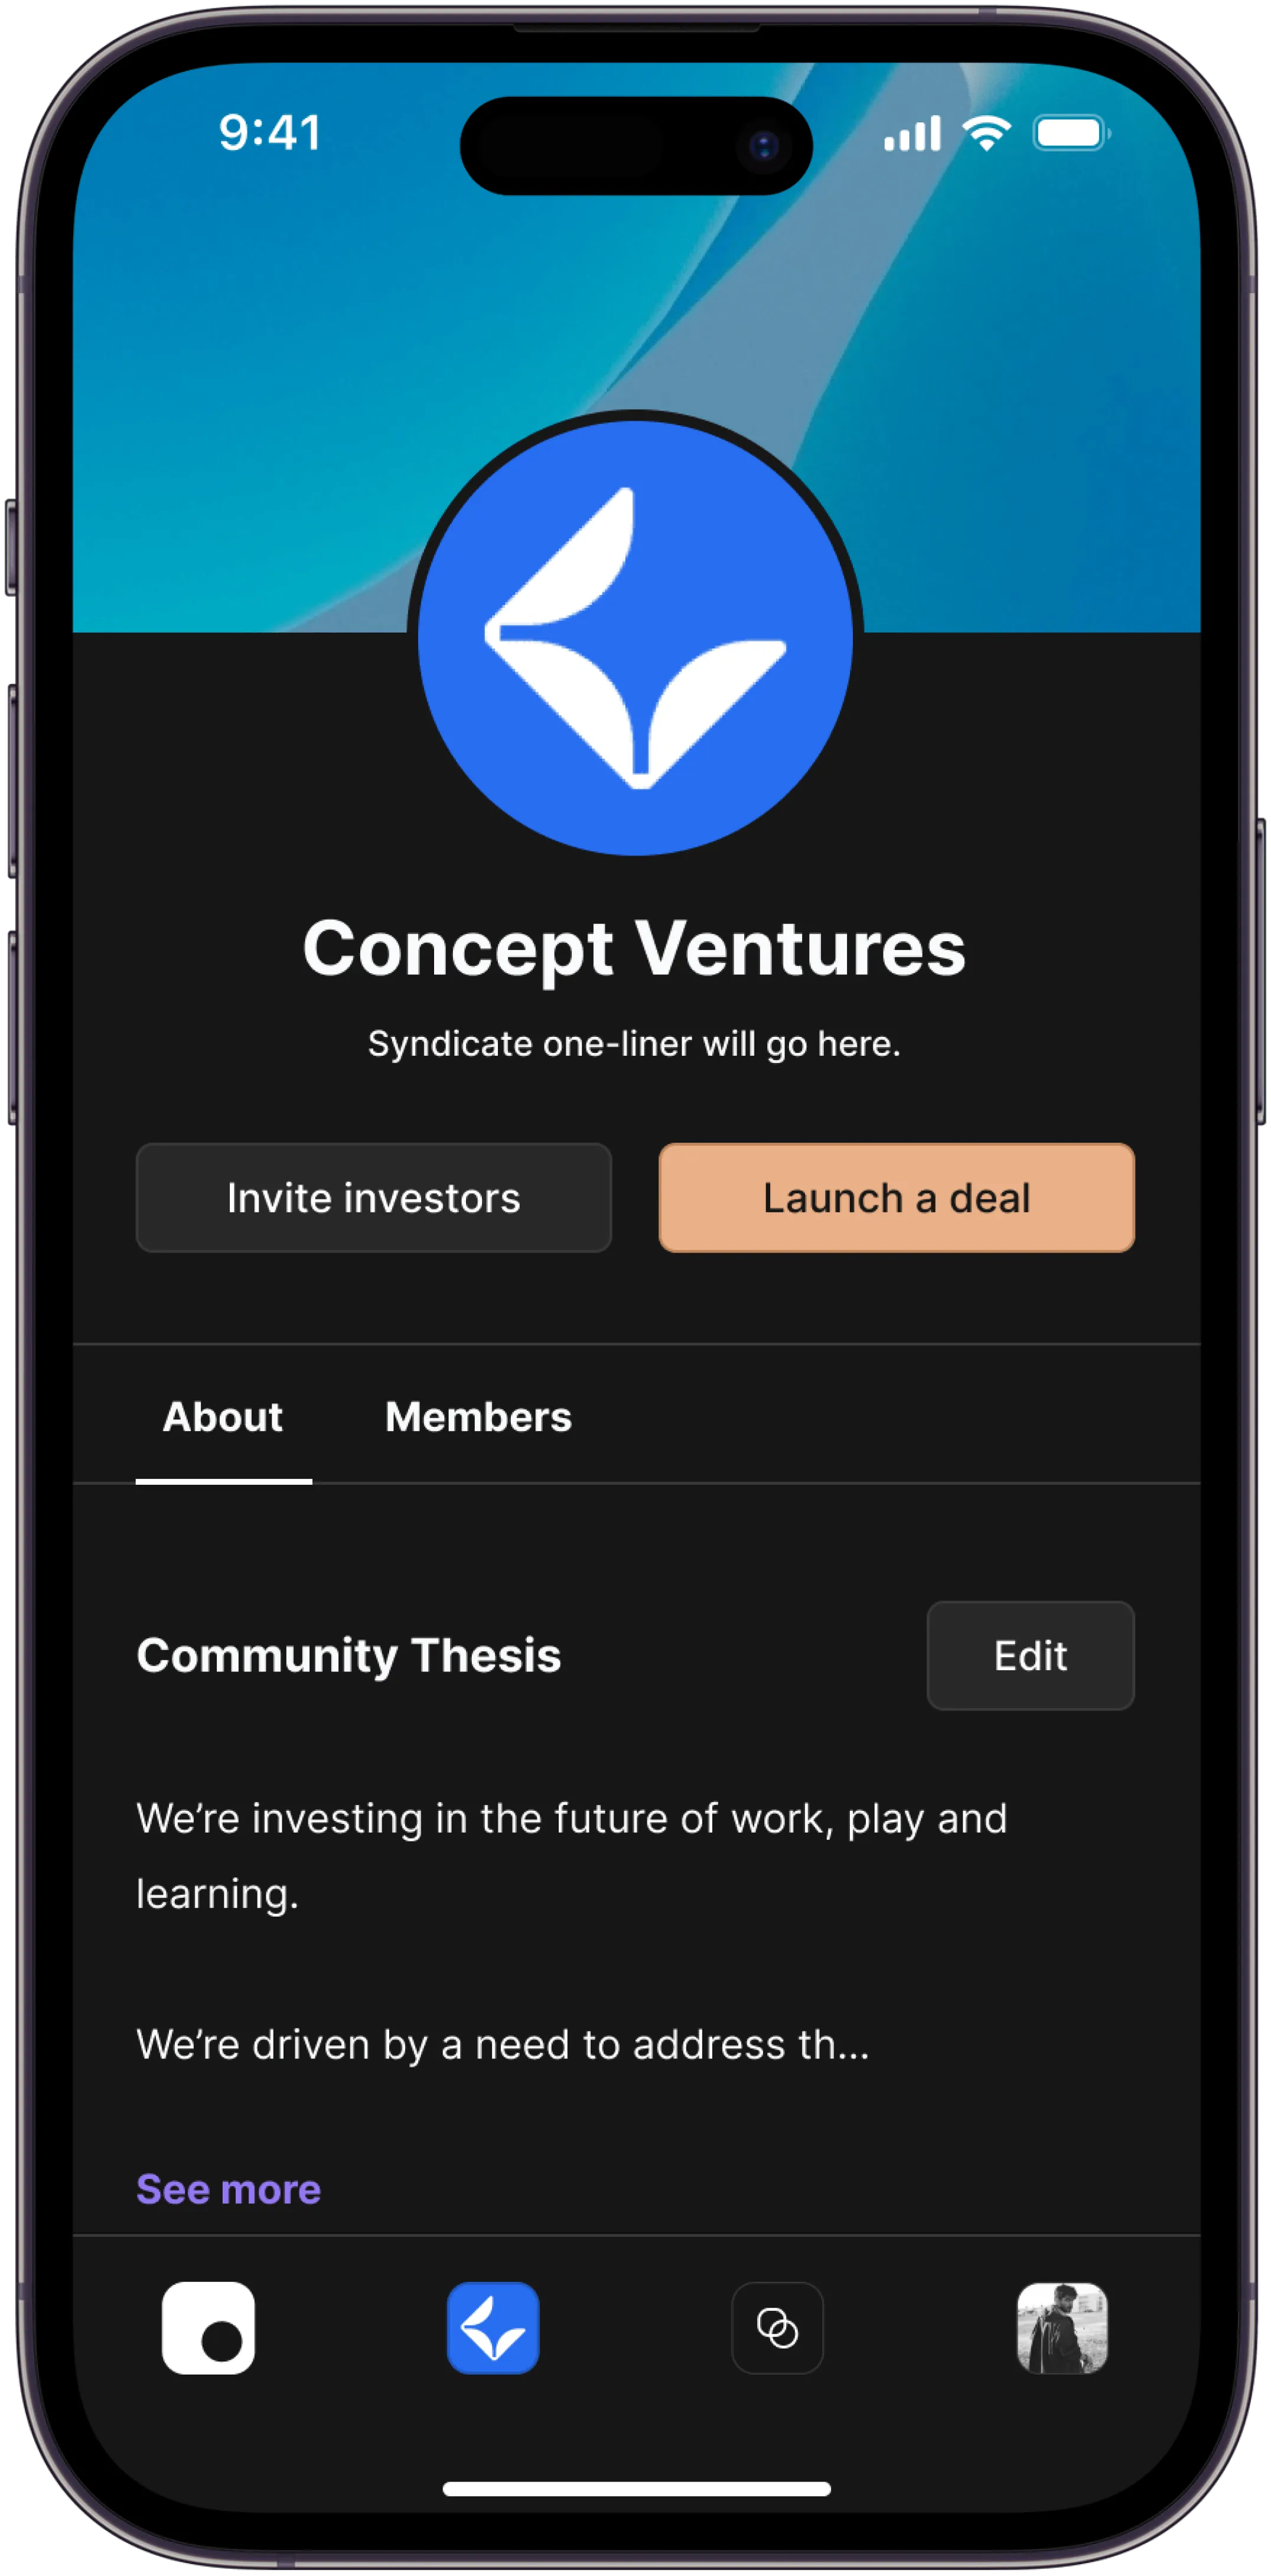 9:41
Concept Ventures
Syndicate one-liner will go here.
Invite investors
Launch a deal
About
Members
Community Thesis
Edit
We’re investing in the future of work, play and
learning.
We’re driven by a need to address th...
See more